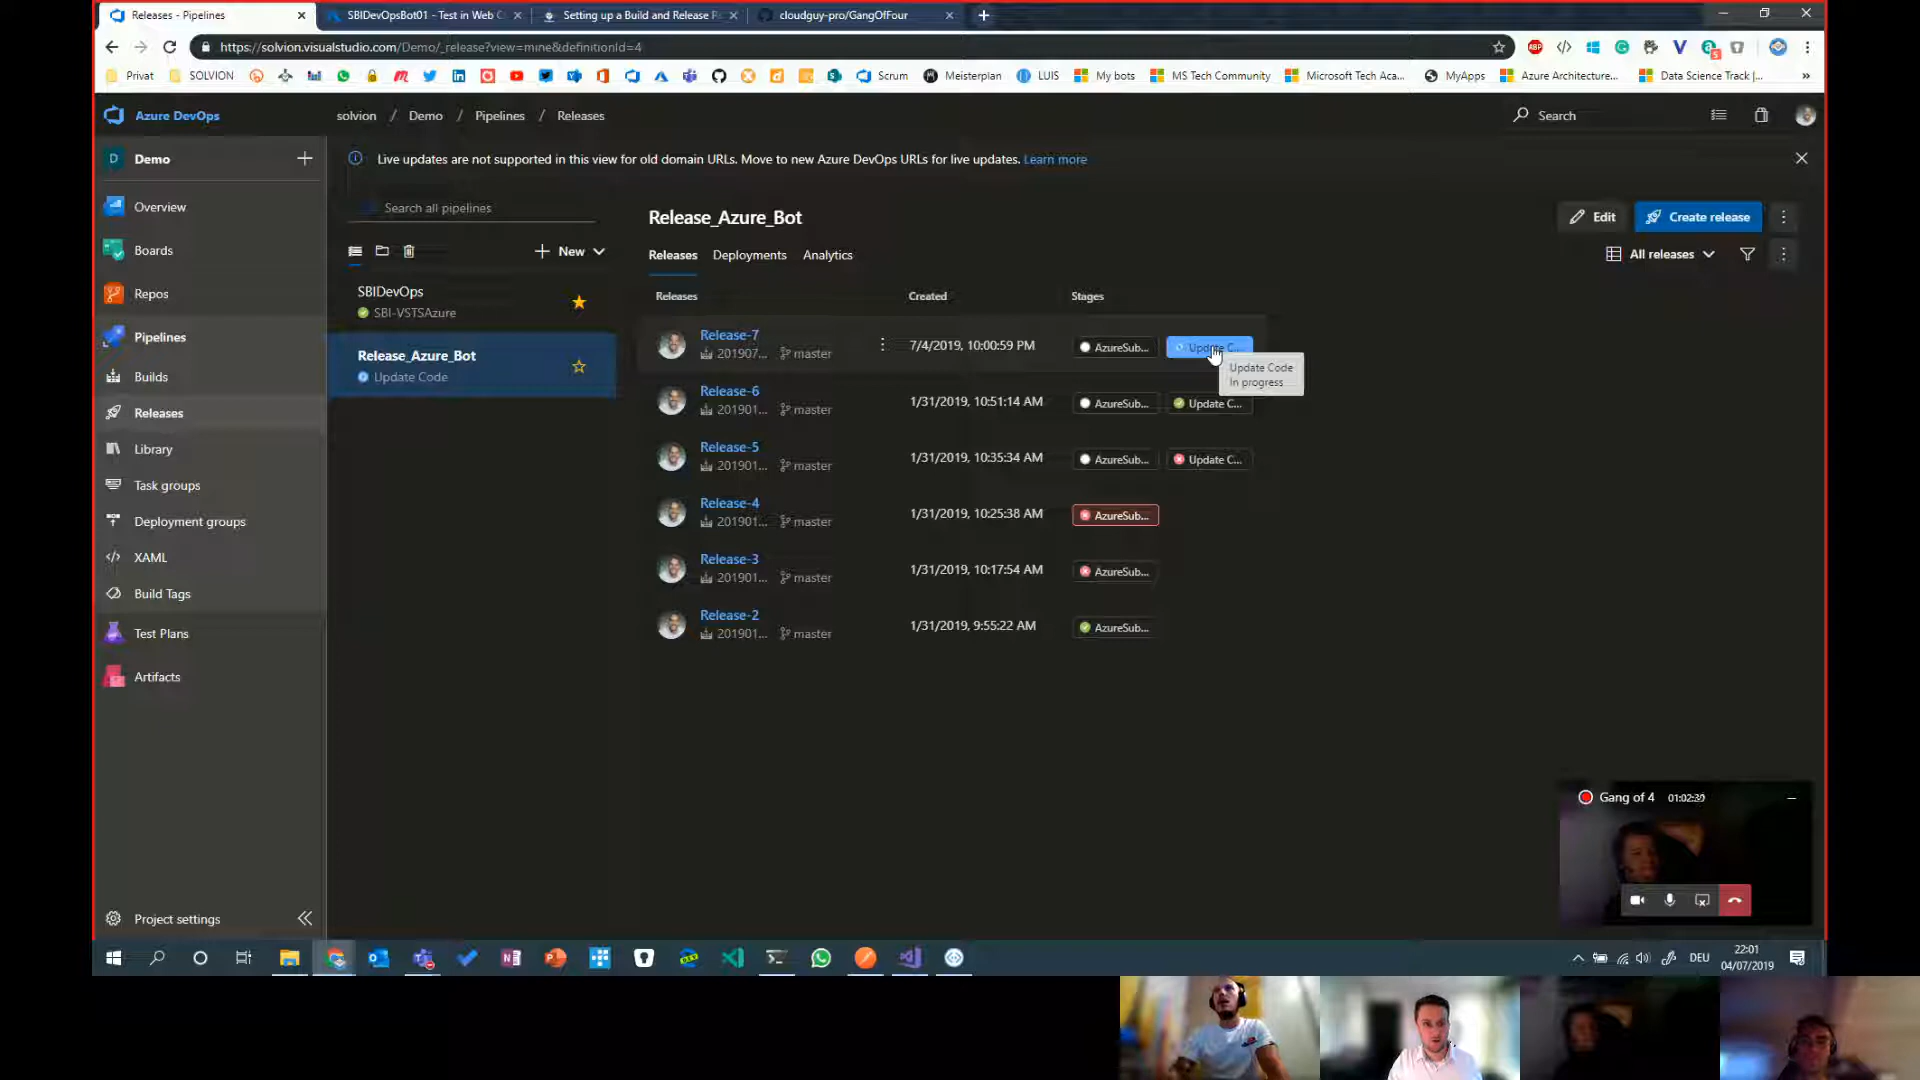 Releases - Pipelines
SBIDevOpsBot01 - Test in Web C
Setting up a Build and Release P
cloudguy-pro/GangOfFour
https://solvion.visualstudio.com/Demo/_release?view=mine&definitionId=4
Privat
SOLVION
Scrum
Meisterplan
LUIS
My bots
MS Tech Community
Microsoft Tech Aca...
MyApps
Azure Architecture...
Data Science Track |...
Azure DevOps
solvion / Demo / Pipelines / Releases
Search
D Demo
Live updates are not supported in this view for old domain URLs. Move to new Azure DevOps URLs for live updates. Learn more
Overview
Boards
Repos
Pipelines
Builds
Releases
Library
Task groups
Deployment groups
XAML
Build Tags
Test Plans
Artifacts
Project settings
Search all pipelines
New
SBIDevOps
SBI-VSTSAzure
Release_Azure_Bot
Update Code
Release_Azure_Bot
Edit
Create release
Releases Deployments Analytics
All releases
Releases Created Stages
Release-7
201907... master
7/4/2019, 10:00:59 PM
AzureSub...
Update C...
Update Code
In progress
Release-6
201901... master
1/31/2019, 10:51:14 AM
AzureSub...
Update C...
Release-5
201901... master
1/31/2019, 10:35:34 AM
AzureSub...
Update C...
Release-4
201901... master
1/31/2019, 10:25:38 AM
AzureSub...
Release-3
201901... master
1/31/2019, 10:17:54 AM
AzureSub...
Release-2
201901... master
1/31/2019, 9:55:22 AM
AzureSub...
Gang of 4
DEU
22:01
04/07/2019